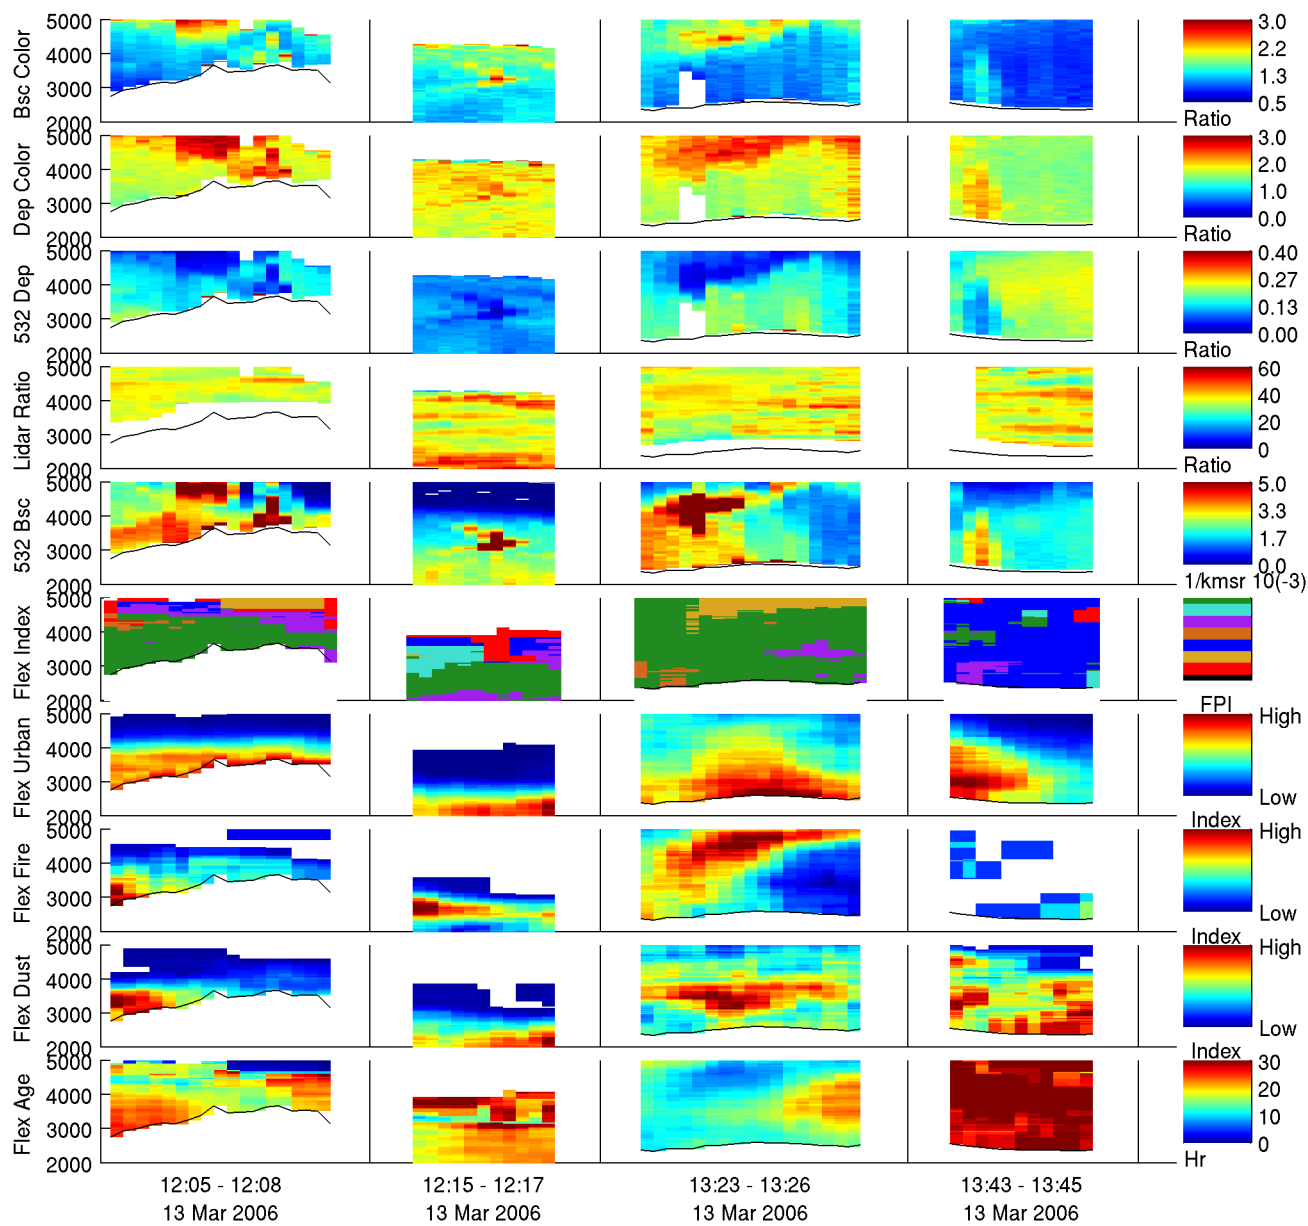 Bsc Color
5000
4000
3000
2000
3.0
2.2
1.3
0.5
Ratio
Dep Color
5000
4000
3000
2000
3.0
2.0
1.0
0.0
Ratio
532 Dep
5000
4000
3000
2000
0.40
0.27
0.13
0.00
Ratio
Lidar Ratio
5000
4000
3000
2000
60
40
20
0
Ratio
532 Bsc
5000
4000
3000
2000
5.0
3.3
1.7
0.0
1/kmsr 10(-3)
Flex Index
5000
4000
3000
2000
FPI
Flex Urban
5000
4000
3000
2000
High
Low
Index
Flex Fire
5000
4000
3000
2000
High
Low
Index
Flex Dust
5000
4000
3000
2000
High
Low
Index
Flex Age
5000
4000
3000
2000
30
20
10
0
Hr
12:05 - 12:08
13 Mar 2006
12:15 - 12:17
13 Mar 2006
13:23 - 13:26
13 Mar 2006
13:43 - 13:45
13 Mar 2006